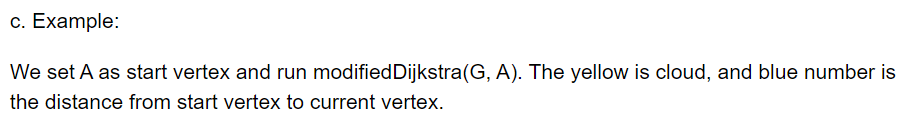 c. Example:
We set A as start vertex and run modifiedDijkstra(G, A). The yellow is cloud, and blue number is
the distance from start vertex to current vertex.